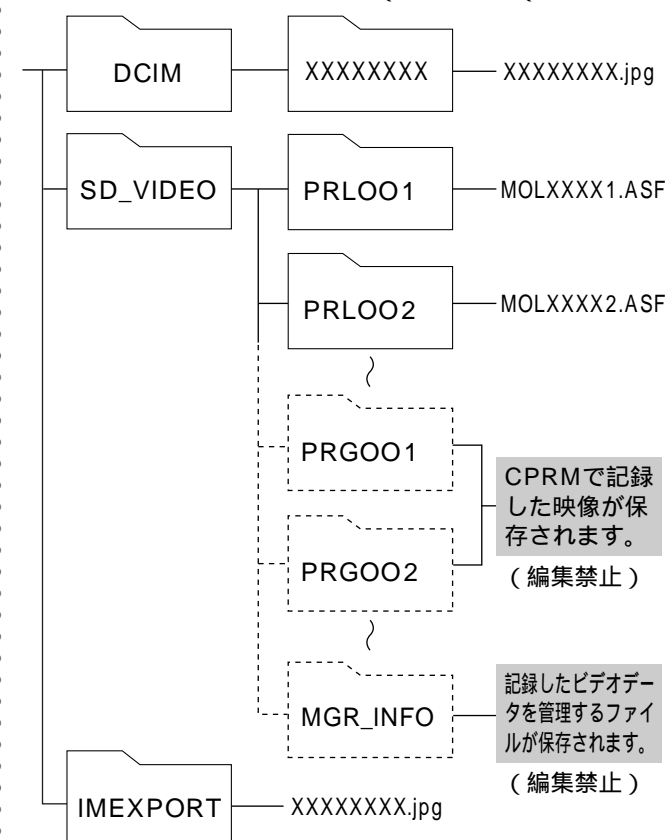 DCIM
XXXXXXXX
XXXXXXXX.jpg
SD_VIDEO
PRLOO1
MOLXXXX1.ASF
PRLOO2
MOLXXXX2.ASF
PRGOO1
CPRMで記録
した映像が保
存されます。
PRGOO2
(編集禁止)
MGR_INFO
記録したビデオデー
タを管理するファイ
ルが保存されます。
(編集禁止)
IMEXPORT
XXXXXXXX.jpg